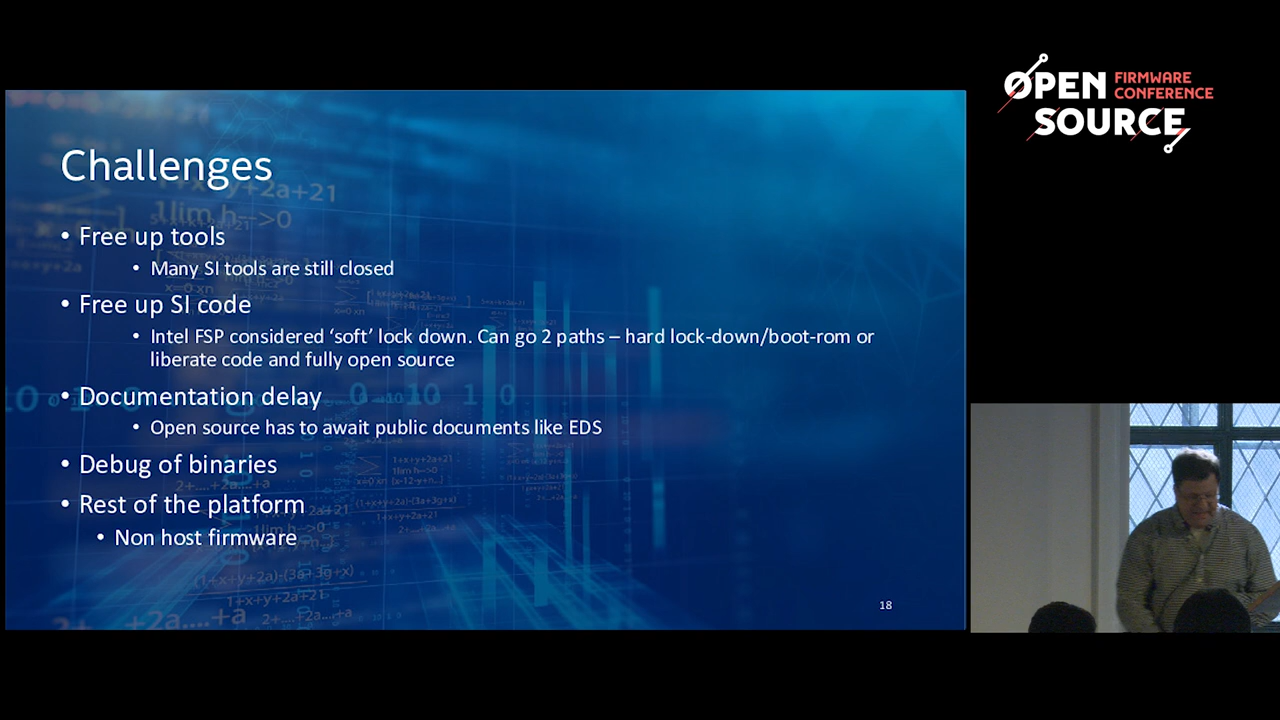 Challenges
• Free up tools
• Many SI tools are still closed
• Free up SI code
• Intel FSP considered ‘soft’ lock down. Can go 2 paths – hard lock-down/boot-rom or
liberate code and fully open source
• Documentation delay
• Open source has to await public documents like EDS
• Debug of binaries
• Rest of the platform
• Non host firmware
18
OPEN FIRMWARE
CONFERENCE
SOURCE